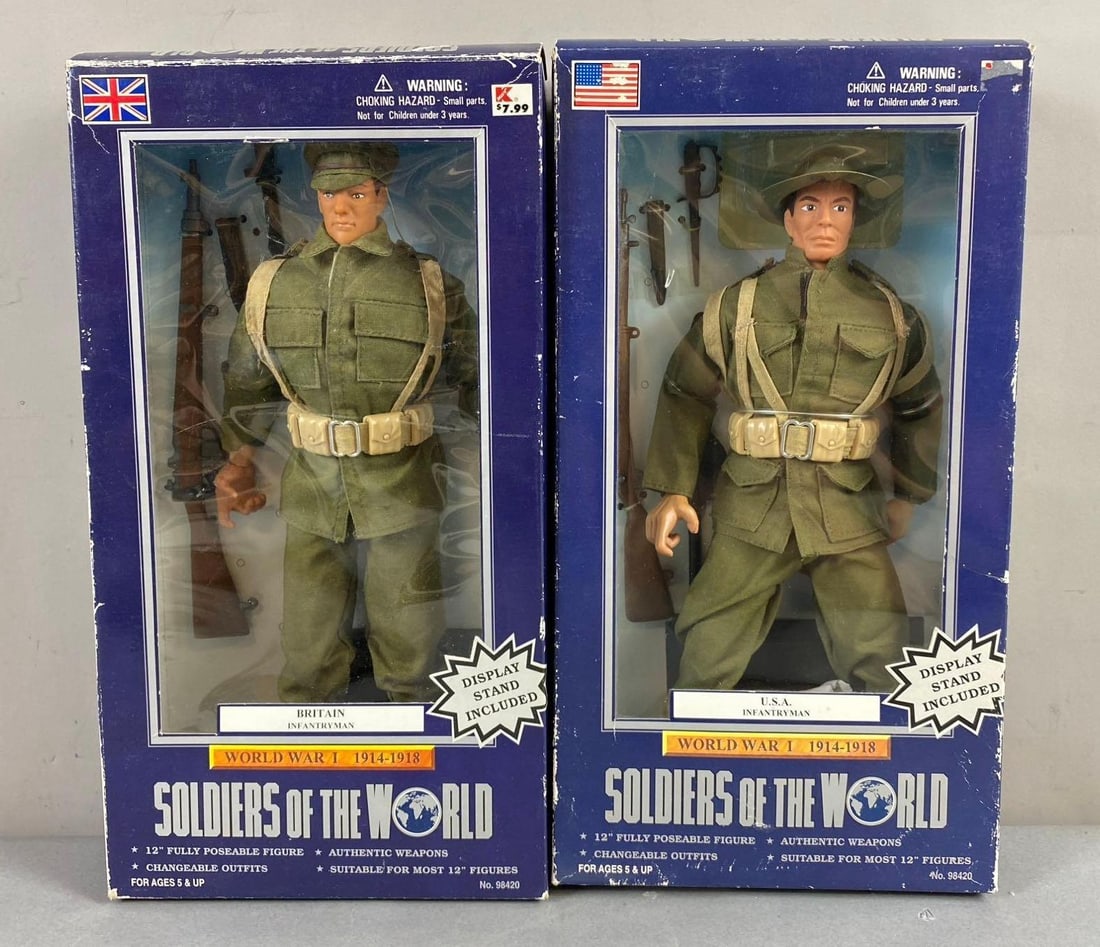 WARNING :
CHOKING HAZARD - Small parts.
Not for Children under 3 years.
K
$7.99
BRITAIN
INFANTRYMAN
DISPLAY
STAND
INCLUDED
WORLD WAR I 1914-1918
SOLDIERS OF THE WORLD
★ 12" FULLY POSEABLE FIGURE ★ AUTHENTIC WEAPONS
★ CHANGEABLE OUTFITS ★ SUITABLE FOR MOST 12" FIGURES
FOR AGES 5 & UP No. 98420
WARNING :
CHOKING HAZARD - Small parts.
Not for Children under 3 years.
U.S.A.
INFANTRYMAN
DISPLAY
STAND
INCLUDED
WORLD WAR I 1914-1918
SOLDIERS OF THE WORLD
★ 12" FULLY POSEABLE FIGURE ★ AUTHENTIC WEAPONS
★ CHANGEABLE OUTFITS ★ SUITABLE FOR MOST 12" FIGURES
FOR AGES 5 & UP No. 98420